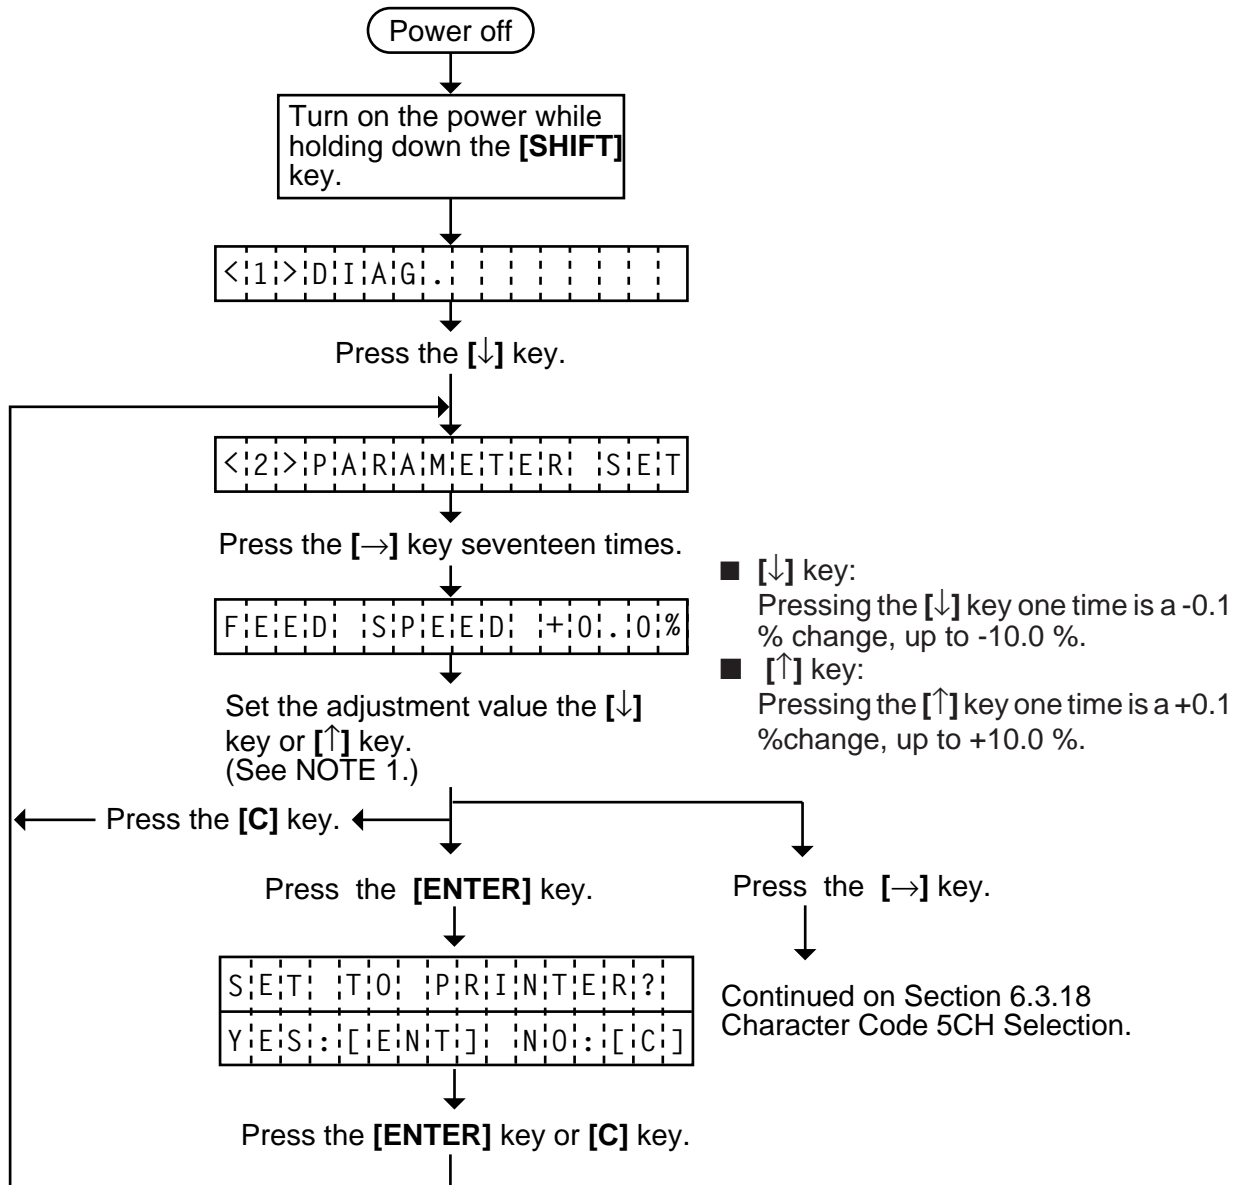 Power off
Turn on the power while
holding down the [SHIFT]
key.
<1>DIAG.
Press the [↓] key.
<2>PARAMETER SET
Press the [→] key seventeen times.
FEED SPEED +0.0%
■ [↓] key:
Pressing the [↓] key one time is a -0.1
% change, up to -10.0 %.
■ [↑] key:
Pressing the [↑] key one time is a +0.1
%change, up to +10.0 %.
Set the adjustment value the [↓]
key or [↑] key.
(See NOTE 1.)
Press the [C] key.
Press the [ENTER] key.
Press the [→] key.
SET TO PRINTER?
YES:[ENT] NO:[C]
Continued on Section 6.3.18
Character Code 5CH Selection.
Press the [ENTER] key or [C] key.